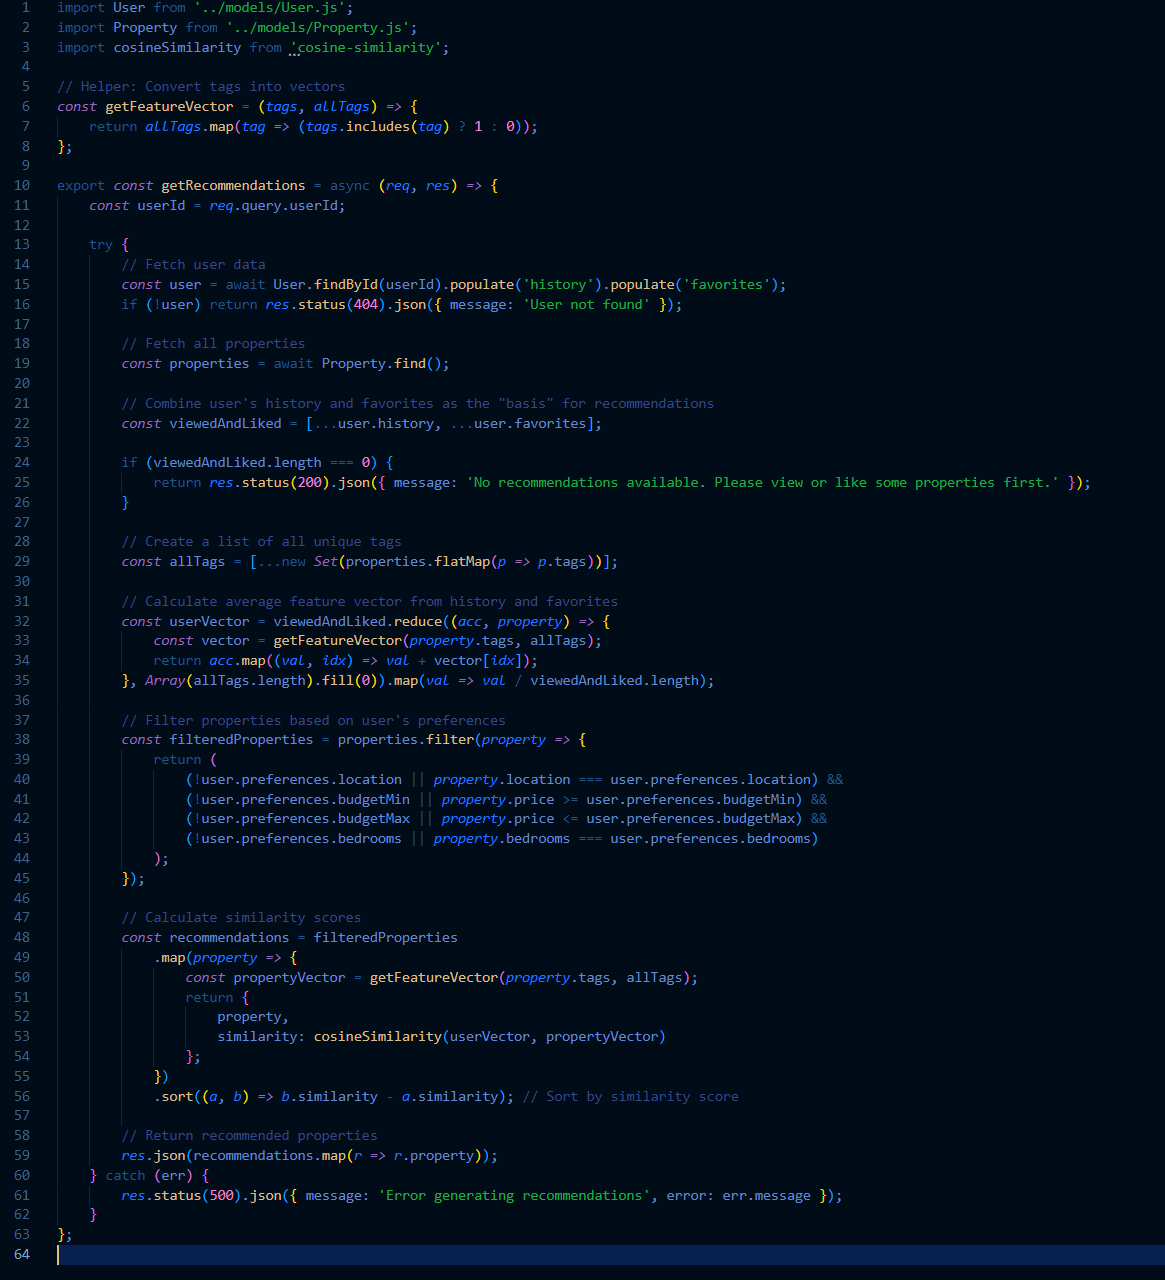 1 import User from '../models/User.js';
2 import Property from '../models/Property.js';
3 import cosineSimilarity from 'cosine-similarity';
4
5 // Helper: Convert tags into vectors
6 const getFeatureVector = (tags, allTags) => {
7     return allTags.map(tag => (tags.includes(tag) ? 1 : 0));
8 };
9
10 export const getRecommendations = async (req, res) => {
11     const userId = req.query.userId;
12
13     try {
14         // Fetch user data
15         const user = await User.findById(userId).populate('history').populate('favorites');
16         if (!user) return res.status(404).json({ message: 'User not found' });
17
18         // Fetch all properties
19         const properties = await Property.find();
20
21         // Combine user's history and favorites as the "basis" for recommendations
22         const viewedAndLiked = [...user.history, ...user.favorites];
23
24         if (viewedAndLiked.length === 0) {
25             return res.status(200).json({ message: 'No recommendations available. Please view or like some properties first.' });
26         }
27
28         // Create a list of all unique tags
29         const allTags = [...new Set(properties.flatMap(p => p.tags))];
30
31         // Calculate average feature vector from history and favorites
32         const userVector = viewedAndLiked.reduce((acc, property) => {
33             const vector = getFeatureVector(property.tags, allTags);
34             return acc.map((val, idx) => val + vector[idx]);
35         }, Array(allTags.length).fill(0)).map(val => val / viewedAndLiked.length);
36
37         // Filter properties based on user's preferences
38         const filteredProperties = properties.filter(property => {
39             return (
40                 (!user.preferences.location || property.location === user.preferences.location) &&
41                 (!user.preferences.budgetMin || property.price >= user.preferences.budgetMin) &&
42                 (!user.preferences.budgetMax || property.price <= user.preferences.budgetMax) &&
43                 (!user.preferences.bedrooms || property.bedrooms === user.preferences.bedrooms)
44             );
45         });
46
47         // Calculate similarity scores
48         const recommendations = filteredProperties
49             .map(property => {
50                 const propertyVector = getFeatureVector(property.tags, allTags);
51                 return {
52                     property,
53                     similarity: cosineSimilarity(userVector, propertyVector)
54                 };
55             })
56             .sort((a, b) => b.similarity - a.similarity); // Sort by similarity score
57
58         // Return recommended properties
59         res.json(recommendations.map(r => r.property));
60     } catch (err) {
61         res.status(500).json({ message: 'Error generating recommendations', error: err.message });
62     }
63 };
64